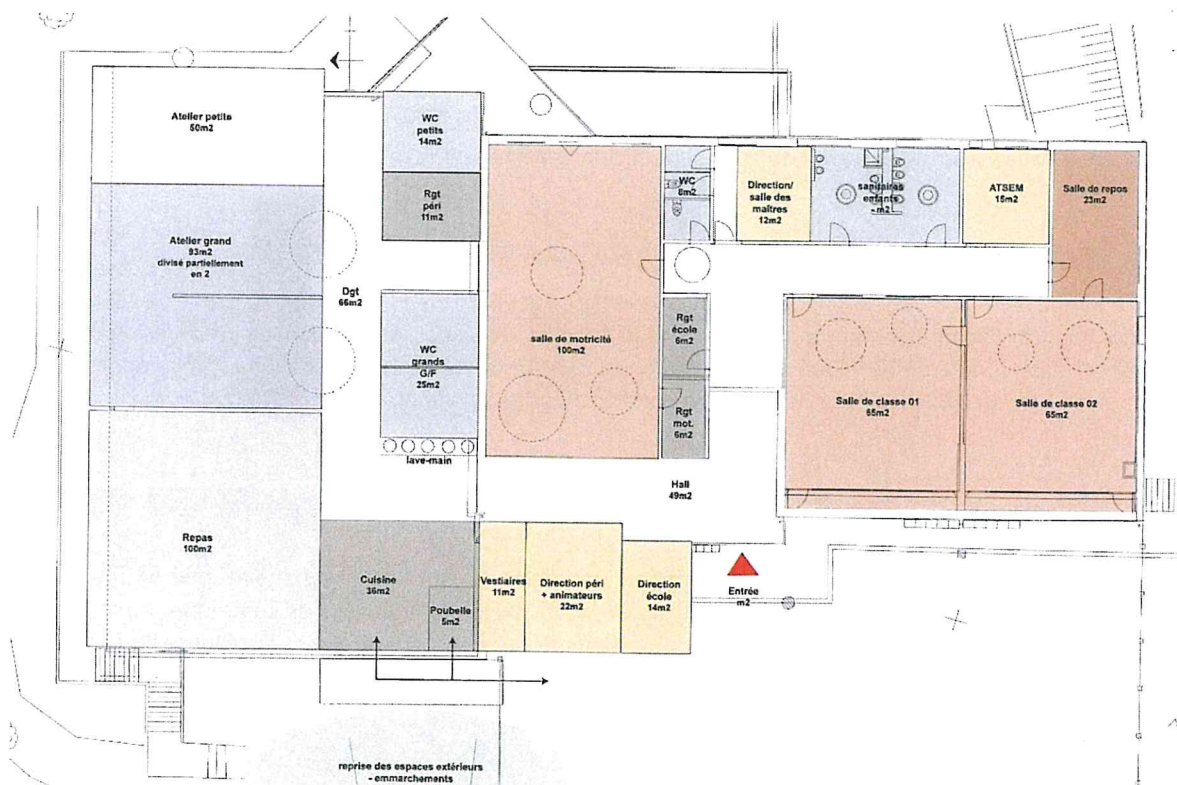 Atelier petits
50m2
WC
petits
14m2
Rgt
péri
11m2
Atelier grand
93m2
divisé partiellement
en 2
Dgt
66m2
WC
grands
G/F
25m2
lave-main
Repas
100m2
Cuisine
36m2
Poubelle
5m2
Vestiaires
11m2
Direction péri
+ animateurs
22m2
Direction
école
14m2
Entrée
m2
Hall
49m2
salle de motricité
100m2
WC
8m2
Direction/
salle des
maîtres
12m2
sanitaires
enfants
- m2
ATSEM
15m2
Salle de repos
23m2
Rgt
école
6m2
Rgt
mot.
6m2
Salle de classe 01
65m2
Salle de classe 02
65m2
reprise des espaces extérieurs
- emmarchements